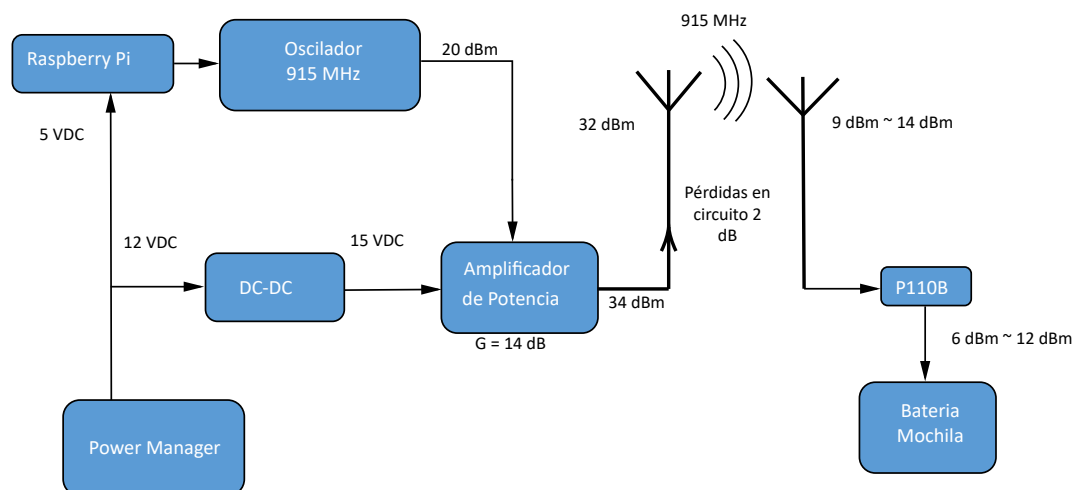 915 MHz
Raspberry Pi
Oscilador
915 MHz
20 dBm
32 dBm
9 dBm ~ 14 dBm
5 VDC
Pérdidas en
circuito 2
dB
12 VDC
15 VDC
DC-DC
Amplificador
de Potencia
34 dBm
P110B
G = 14 dB
6 dBm ~ 12 dBm
Bateria
Mochila
Power Manager